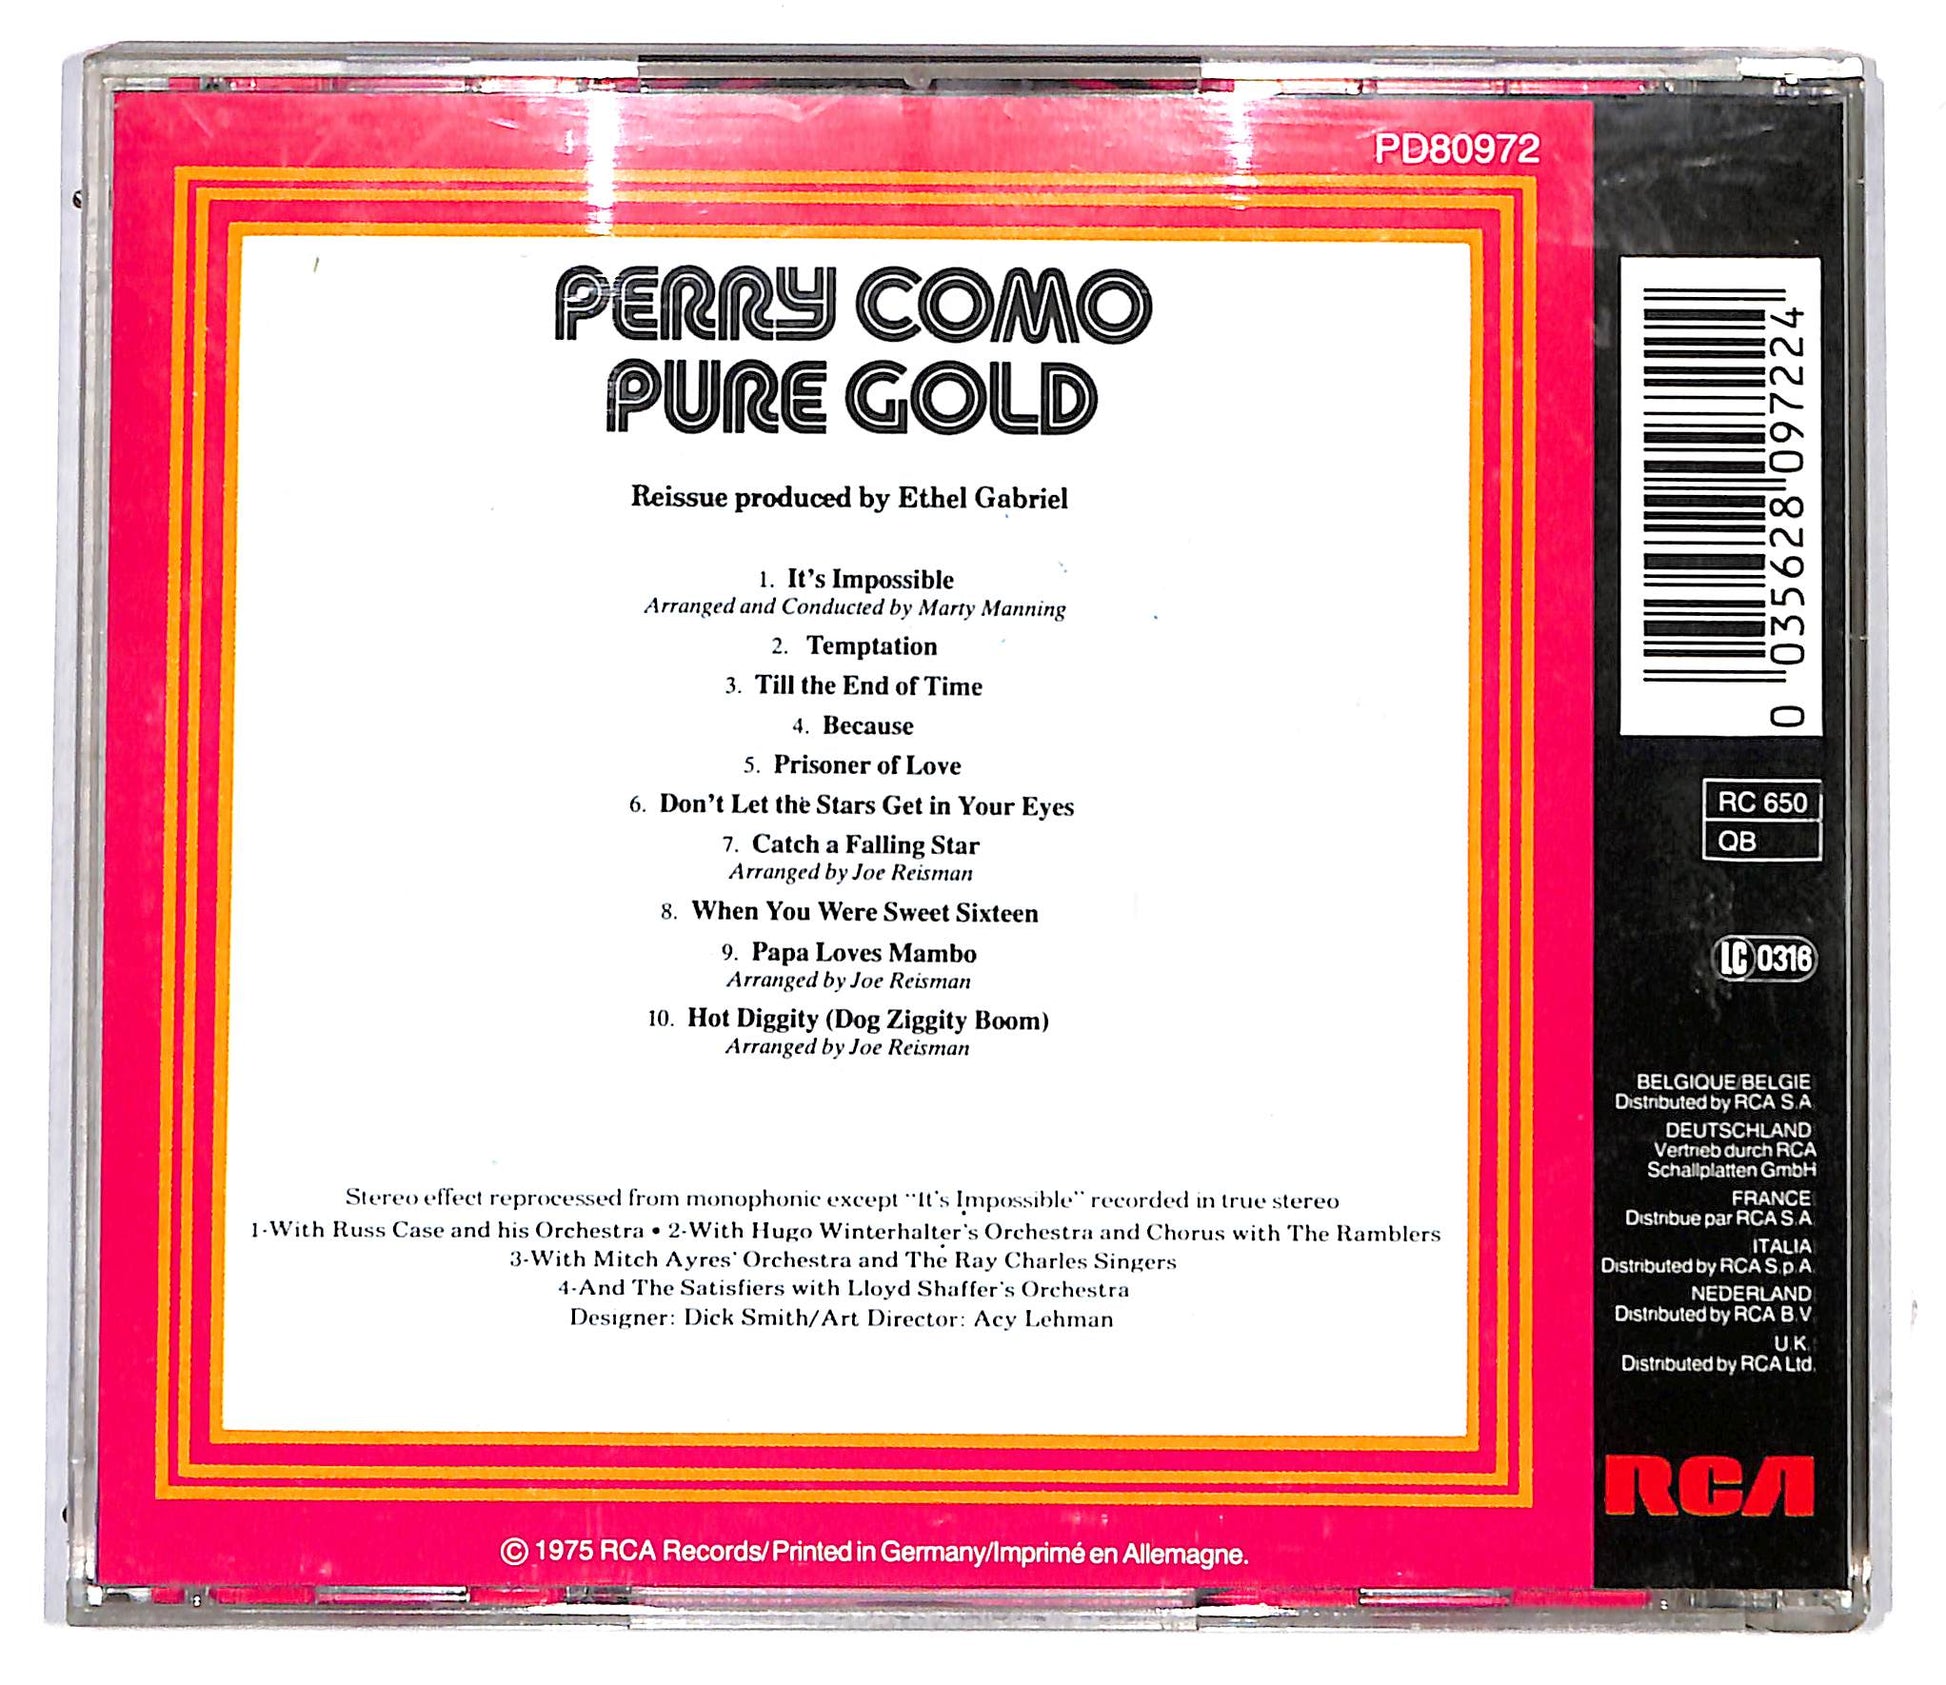 PD80972
PERRY COMO
PURE GOLD
Reissue produced by Ethel Gabriel
1. It's Impossible
Arranged and Conducted by Marty Manning
2. Temptation
3. Till the End of Time
4. Because
5. Prisoner of Love
6. Don't Let the Stars Get in Your Eyes
7. Catch a Falling Star
Arranged by Joe Reisman
8. When You Were Sweet Sixteen
9. Papa Loves Mambo
Arranged by Joe Reisman
10. Hot Diggity (Dog Ziggity Boom)
Arranged by Joe Reisman
Stereo effect reprocessed from monophonic except "It's Impossible" recorded in true stereo
1-With Russ Case and his Orchestra • 2-With Hugo Winterhalter's Orchestra and Chorus with The Ramblers
3-With Mitch Ayres' Orchestra and The Ray Charles Singers
4-And The Satisfiers with Lloyd Shaffer's Orchestra
Designer: Dick Smith/Art Director: Acy Lehman
© 1975 RCA Records/Printed in Germany/Imprimé en Allemagne.
0 035628 097224
RC 650
QB
LC 0316
BELGIQUE/BELGIE
Distributed by RCA S.A.
DEUTSCHLAND
Vertrieb durch RCA
Schallplatten GmbH
FRANCE
Distribue par RCA S.A.
ITALIA
Distributed by RCA S.p.A.
NEDERLAND
Distributed by RCA B.V.
U.K.
Distributed by RCA Ltd.
RCA